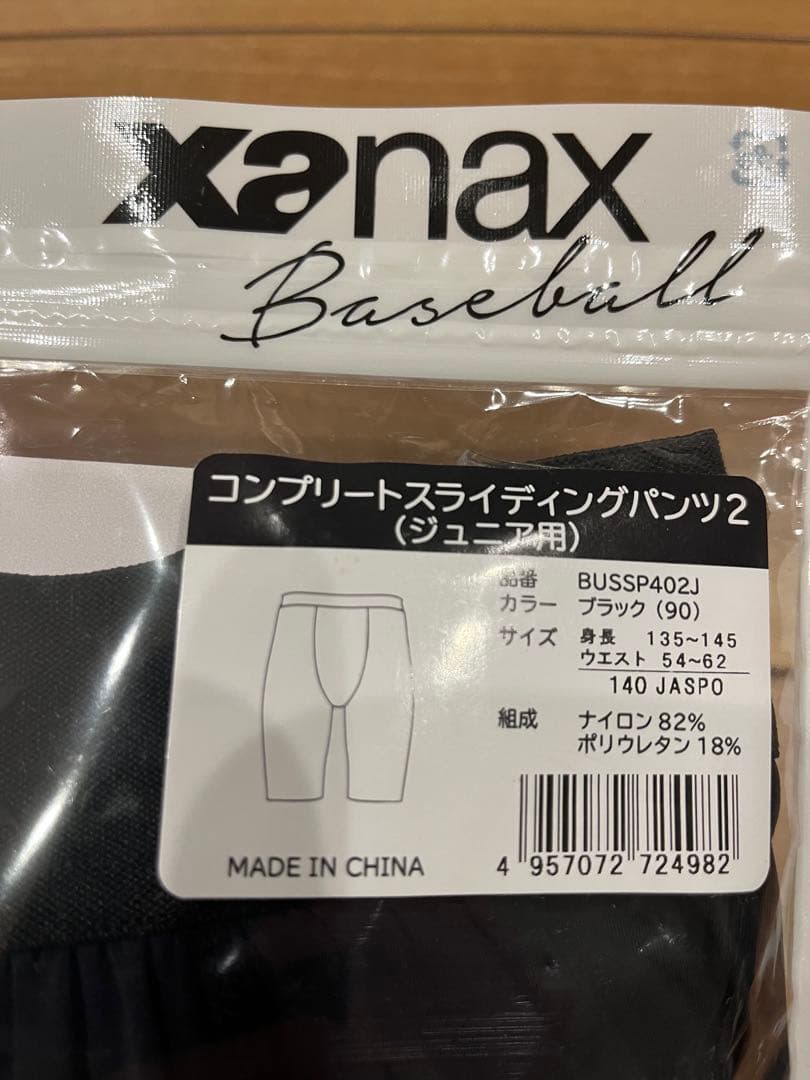 xanax
Baseball
コンプリートスライディングパンツ2
(ジュニア用)
品番 BUSSP402J
カラー ブラック (90)
サイズ 身長 135~145
ウエスト 54~62
140 JASPO
組成 ナイロン 82%
ポリウレタン 18%
MADE IN CHINA
4 957072 724982